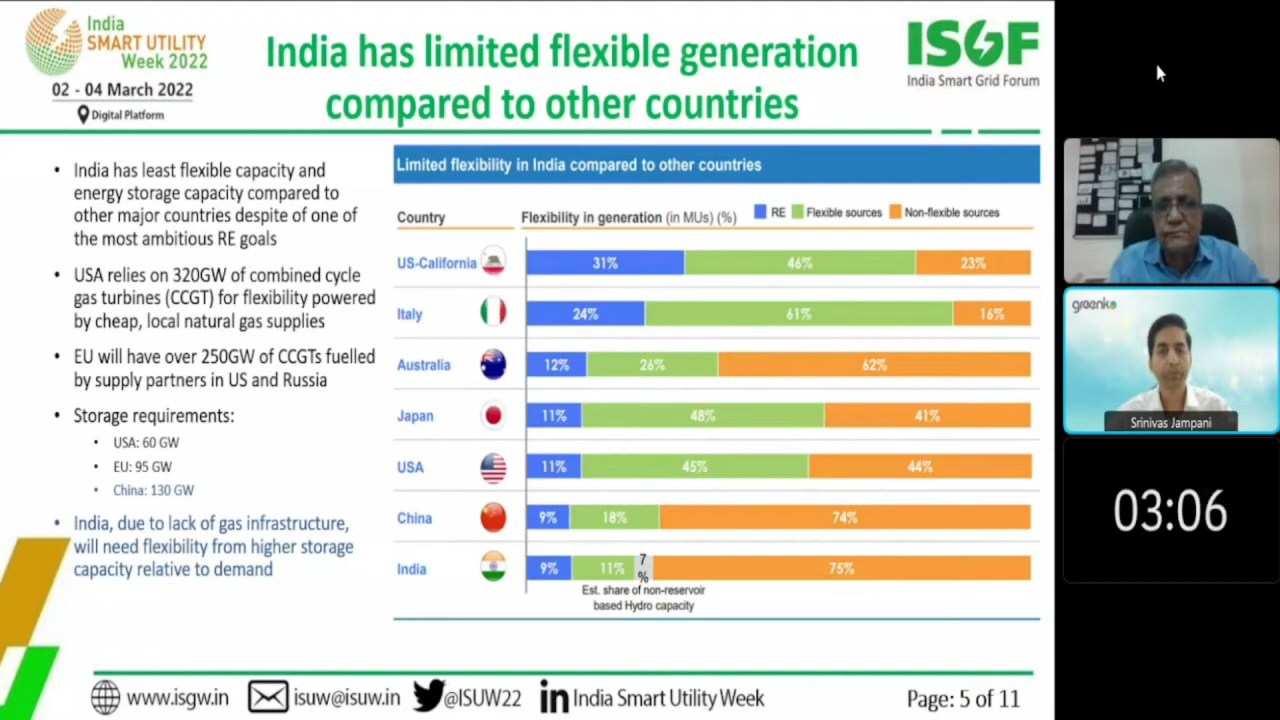 India
SMART UTILITY
Week 2022
02 - 04 March 2022
Digital Platform
India has limited flexible generation
compared to other countries
ISGF
India Smart Grid Forum
• India has least flexible capacity and
energy storage capacity compared to
other major countries despite of one of
the most ambitious RE goals
• USA relies on 320GW of combined cycle
gas turbines (CCGT) for flexibility powered
by cheap, local natural gas supplies
• EU will have over 250GW of CCGTs fuelled
by supply partners in US and Russia
• Storage requirements:
• USA: 60 GW
• EU: 95 GW
• China: 130 GW
• India, due to lack of gas infrastructure,
will need flexibility from higher storage
capacity relative to demand
Limited flexibility in India compared to other countries
Country Flexibility in generation (in MUs) (%) RE Flexible sources Non-flexible sources
US-California 31% 46% 23%
Italy 24% 61% 16%
Australia 12% 26% 62%
Japan 11% 48% 41%
USA 11% 45% 44%
China 9% 18% 74%
India 9% 11% 7% 75%
Est. share of non-reservoir
based Hydro capacity
www.isgw.in isuw@isuw.in @ISUW22 in India Smart Utility Week Page: 5 of 11
greenko
Srinivas Jampani
03:06